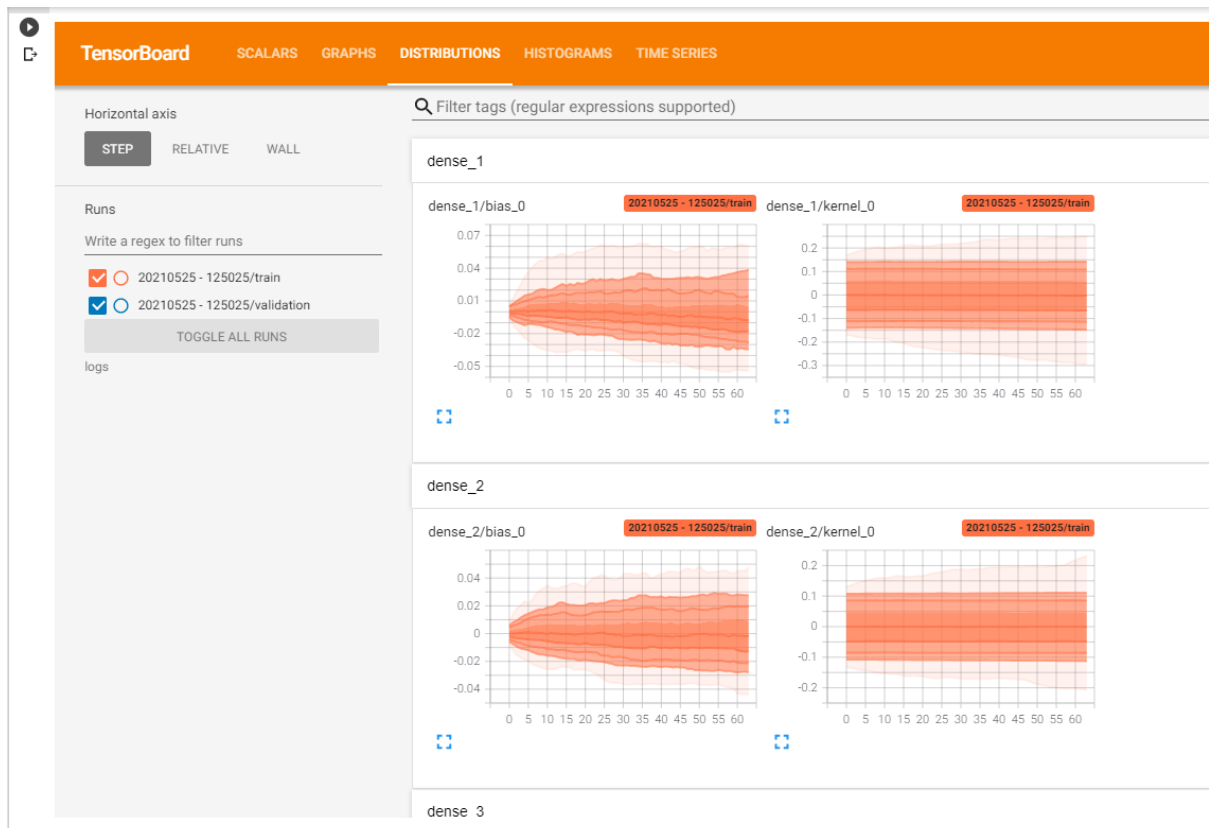 TensorBoard SCALARS GRAPHS DISTRIBUTIONS HISTOGRAMS TIME SERIES
Horizontal axis
STEP RELATIVE WALL
Runs
Write a regex to filter runs
20210525 - 125025/train
20210525 - 125025/validation
TOGGLE ALL RUNS
logs
Filter tags (regular expressions supported)
dense_1
dense_1/bias_0 20210525 - 125025/train
0.07
0.04
0.01
-0.02
-0.05
0 5 10 15 20 25 30 35 40 45 50 55 60
dense_1/kernel_0 20210525 - 125025/train
0.2
0.1
0
-0.1
-0.2
-0.3
0 5 10 15 20 25 30 35 40 45 50 55 60
dense_2
dense_2/bias_0 20210525 - 125025/train
0.04
0.02
0
-0.02
-0.04
0 5 10 15 20 25 30 35 40 45 50 55 60
dense_2/kernel_0 20210525 - 125025/train
0.2
0.1
0
-0.1
-0.2
0 5 10 15 20 25 30 35 40 45 50 55 60
dense_3